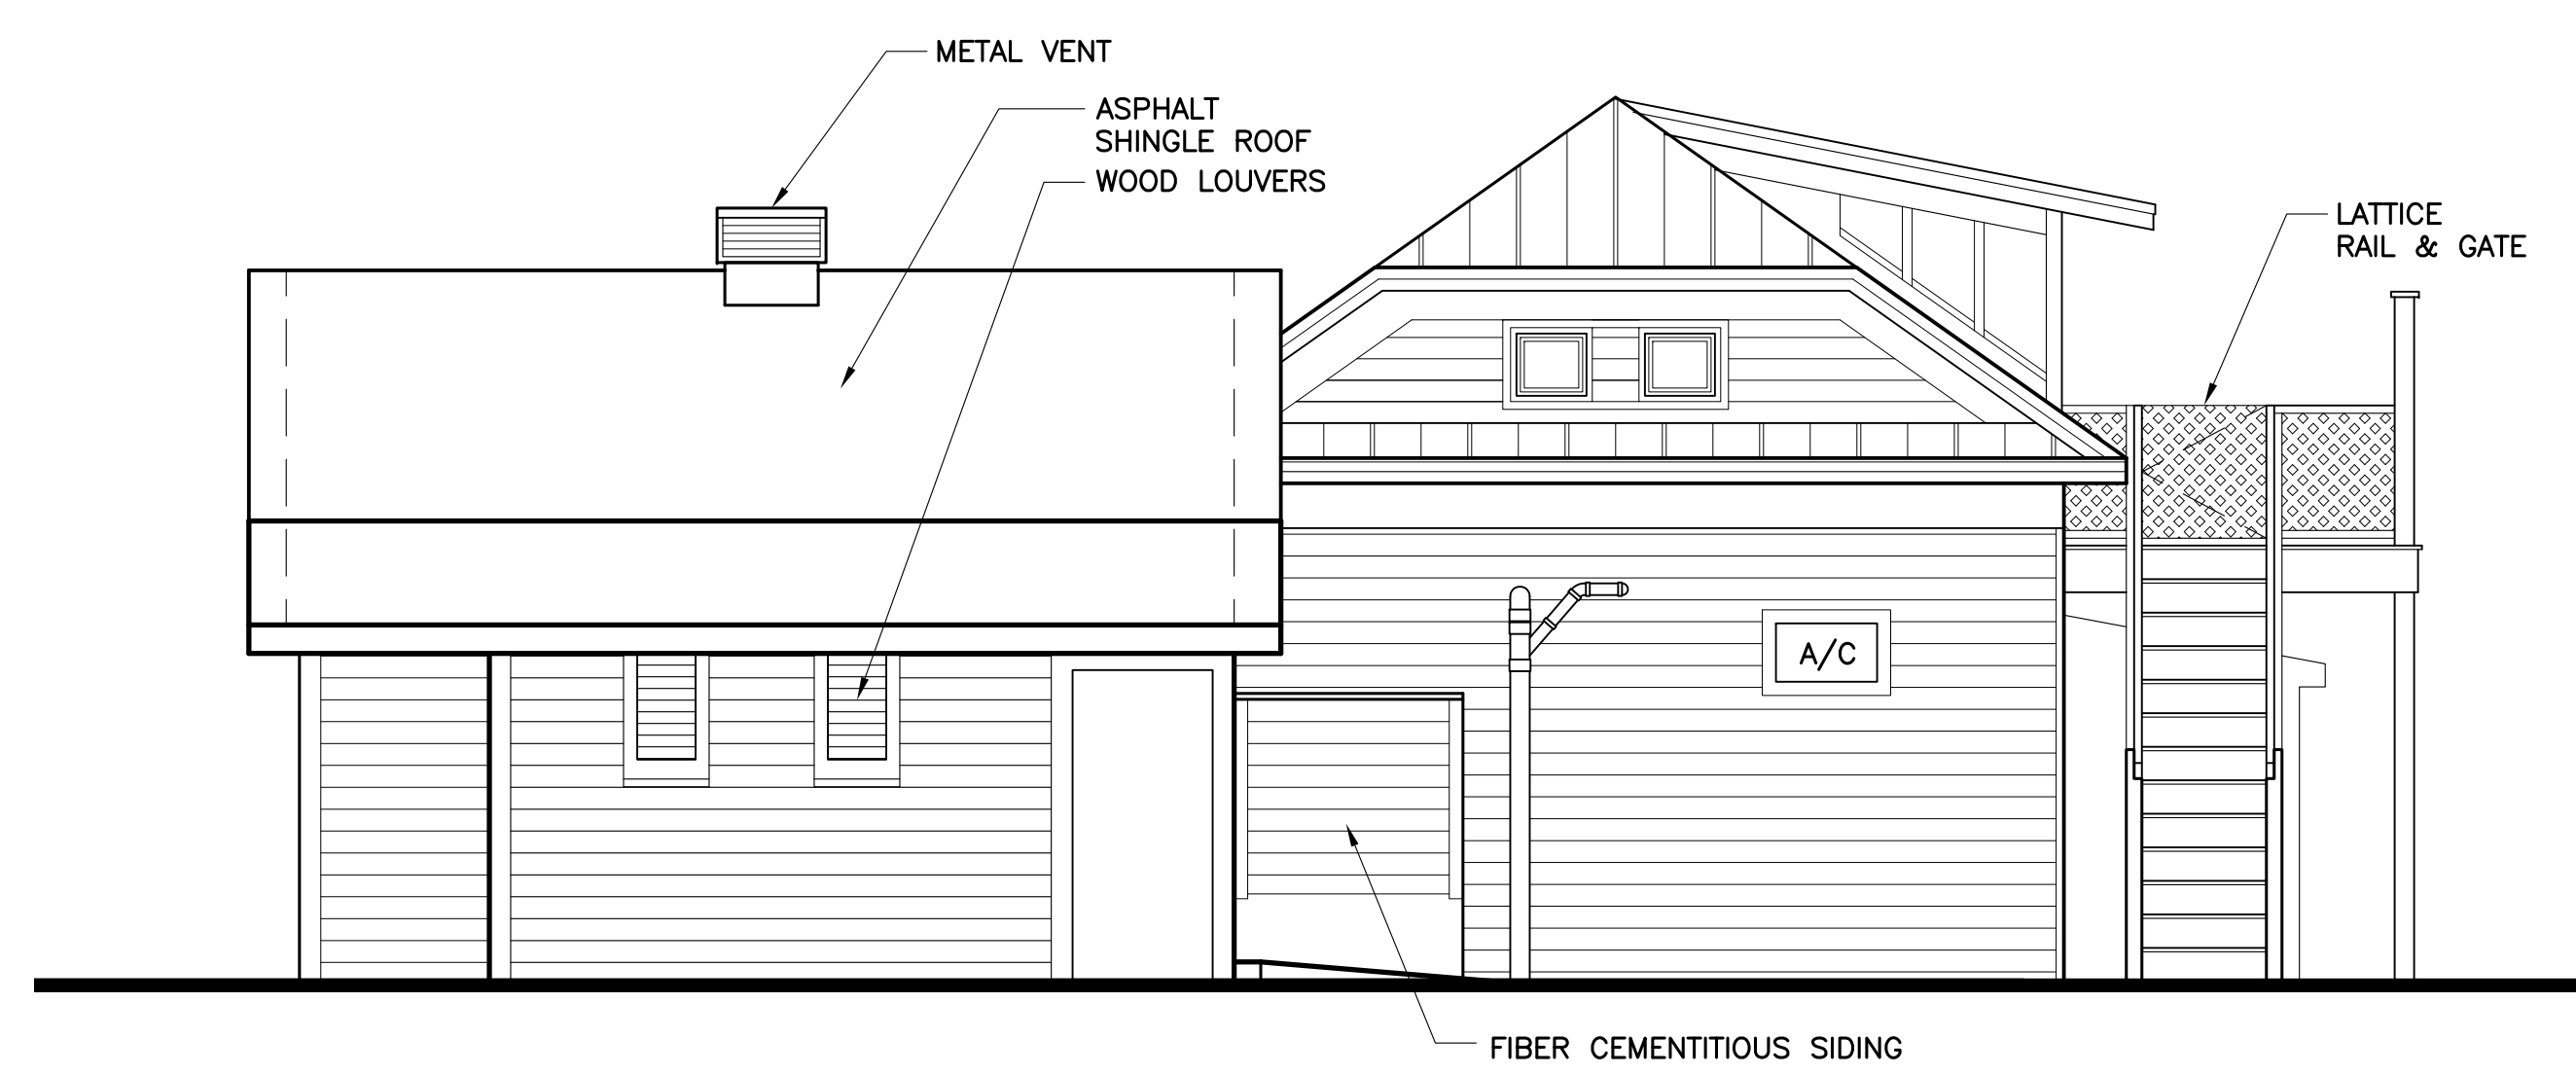 METAL VENT
ASPHALT
SHINGLE ROOF
WOOD LOUVERS
LATTICE
RAIL & GATE
A/C
FIBER CEMENTITIOUS SIDING